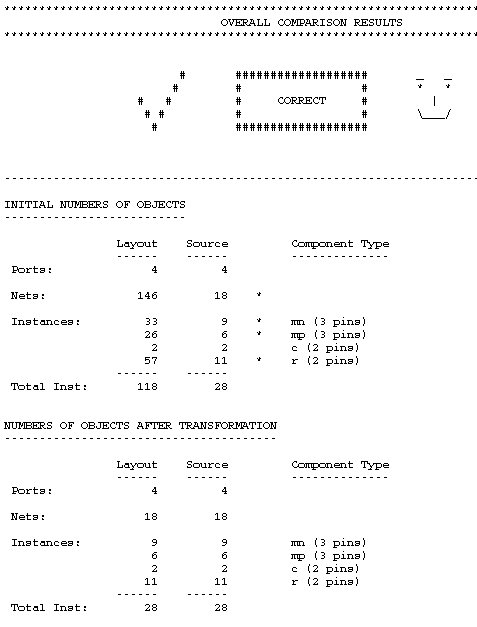 * * * * * * * * * * * * * * * * * * * * * * * * * * * * * * * * * *
OVERALL COMPARISON RESULTS
* * * * * * * * * * * * * * * * * * * * * * * * * * * * * * * * * *
# ################### _ _
# # # * *
# # # CORRECT # |
# # # # \___/
# ###################
INITIAL NUMBERS OF OBJECTS
--------------------------
Layout Source Component Type
------ ------ --------------
Ports: 4 4
Nets: 146 18 *
Instances: 33 9 * mn (3 pins)
26 6 * mp (3 pins)
2 2 c (2 pins)
57 11 * r (2 pins)
------ ------
Total Inst: 118 28
NUMBERS OF OBJECTS AFTER TRANSFORMATION
---------------------------------------
Layout Source Component Type
------ ------ --------------
Ports: 4 4
Nets: 18 18
Instances: 9 9 mn (3 pins)
6 6 mp (3 pins)
2 2 c (2 pins)
11 11 r (2 pins)
------ ------
Total Inst: 28 28